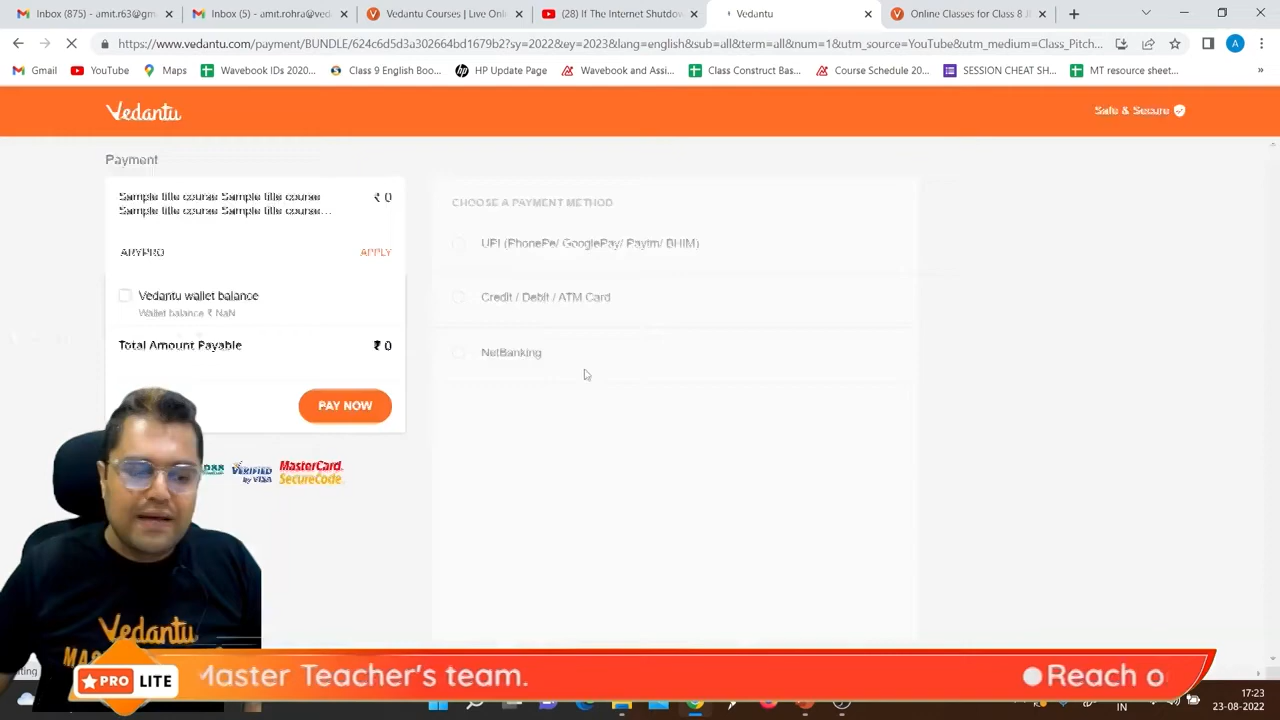 Inbox (875) - amit.r63@gm
Inbox (5) - amit.rohra@ved
Vedantu Courses | Live Onl
(28) If The Internet Shutdow
Vedantu
Online Classes for Class 8 J
https://www.vedantu.com/payment/BUNDLE/624c6d5d3a302664bd1679b2?sy=2022&ey=2023&lang=english&sub=all&term=all&num=1&utm_source=YouTube&utm_medium=Class_Pitch...
A
Gmail
YouTube
Maps
Wavebook IDs 2020...
Class 9 English Boo...
HP Update Page
Wavebook and Assi...
Class Construct Bas...
Course Schedule 20...
SESSION CHEAT SH...
MT resource sheet...
»
Vedantu
Safe & Secure
Payment
Sample title course Sample title course
Sample title course Sample title course...
₹ 0
APPLY
Vedantu wallet balance
Wallet balance ₹ NaN
Total Amount Payable
₹ 0
PAY NOW
VERIFIED
by VISA
MasterCard.
SecureCode.
CHOOSE A PAYMENT METHOD
UPI (PhonePe/ GooglePay/ Paytm/ BHIM)
Credit / Debit / ATM Card
NetBanking
Vedantu
PRO LITE
Master Teacher's team.
Reach o
IN
17:23
23-08-2022